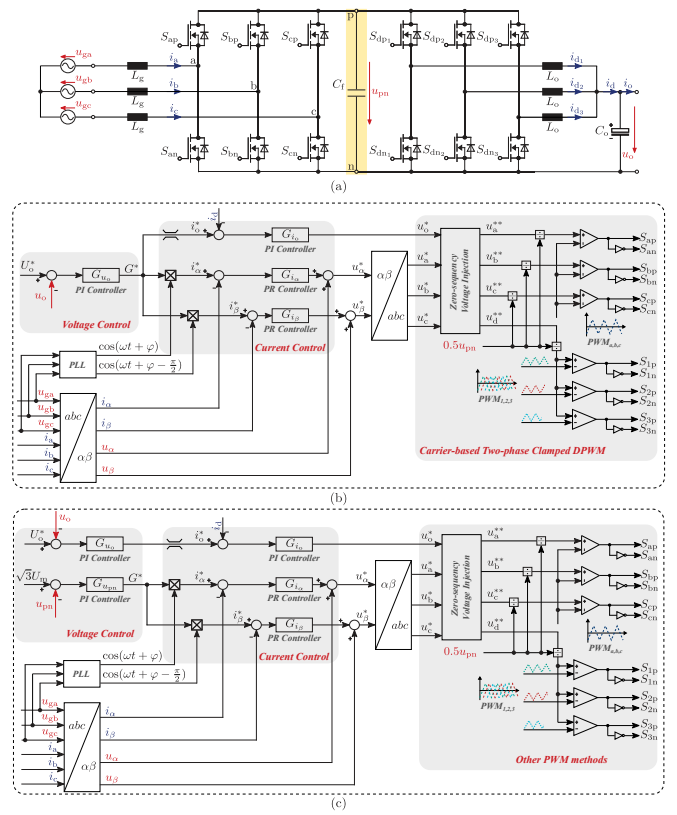 p
S_ap S_bp S_cp S_dp1 S_dp2 S_dp3
u_ga i_a a i_d1
L_g L_o
u_gb i_b b C_f u_pn i_d2 i_d i_o
L_g L_o
u_gc i_c c i_d3
L_g L_o C_o u_o
S_an S_bn S_cn S_dn1 S_dn2 S_dn3
n
(a)
i_d
i_o* G_io u_o* u_a** S_ap
PI Controller S_an
U_o* G_uo G* i_α* G_iα u_α* αβ u_a* Zero-sequency Voltage Injection u_b** S_bp
u_o PI Controller PR Controller S_bn
Voltage Control i_β* G_iβ u_β* abc u_b* u_c** S_cp
PR Controller u_c* u_d** S_cn
cos(ωt + φ) Current Control 0.5u_pn PWM_a,b,c
PLL cos(ωt + φ − π/2) S_1p
S_1n
u_ga i_α PWM_1,2,3 S_2p
u_gb abc S_2n
u_gc i_β S_3p
i_a S_3n
i_b αβ u_α Carrier-based Two-phase Clamped DPWM
i_c u_β
(b)
u_o i_d
U_o* G_uo i_o* G_io u_o* u_a** S_ap
PI Controller PI Controller S_an
√3U_m G_upn G* i_α* G_iα u_α* αβ u_a* Zero-sequency Voltage Injection u_b** S_bp
u_pn PI Controller PR Controller S_bn
Voltage Control i_β* G_iβ u_β* abc u_b* u_c** S_cp
PR Controller u_c* u_d** S_cn
cos(ωt + φ) Current Control 0.5u_pn PWM_a,b,c
PLL cos(ωt + φ − π/2) S_1p
S_1n
u_ga i_α PWM_1,2,3 S_2p
u_gb abc S_2n
u_gc i_β S_3p
i_a S_3n
i_b αβ u_α Other PWM methods
i_c u_β
(c)